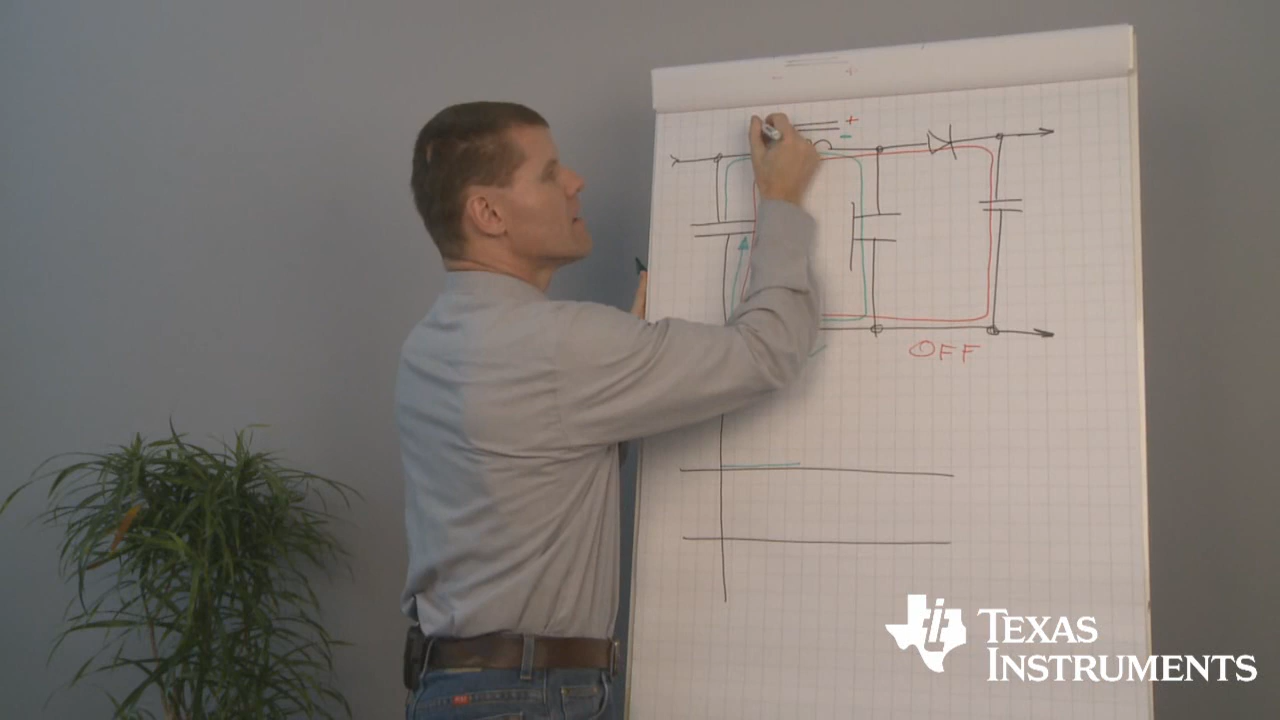 - +
+
-
OFF
TEXAS
INSTRUMENTS